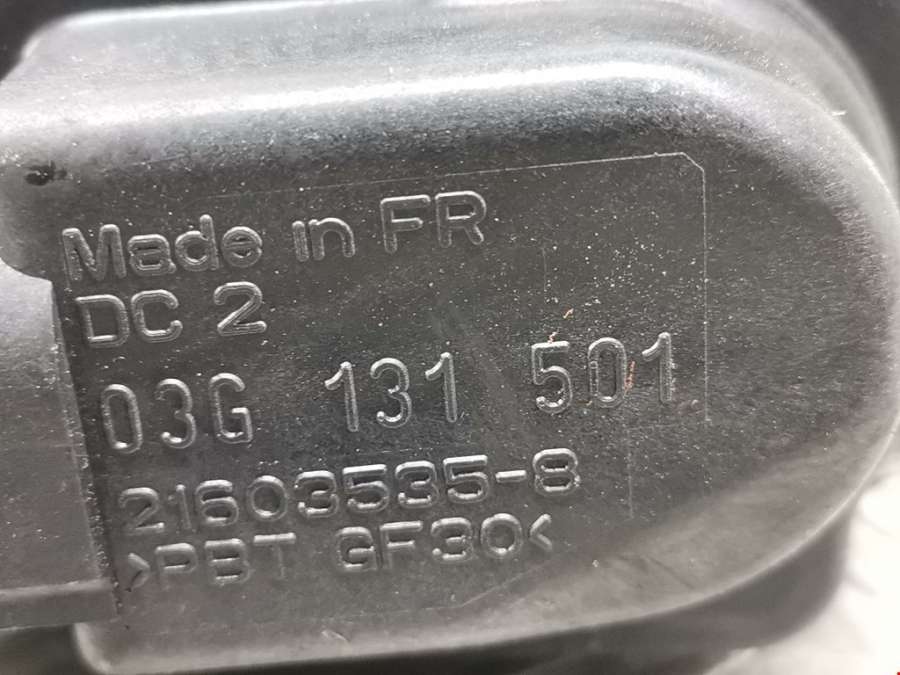 Made in FR
DC 2
03G 131 501
21603535-8
>PBT GF30<